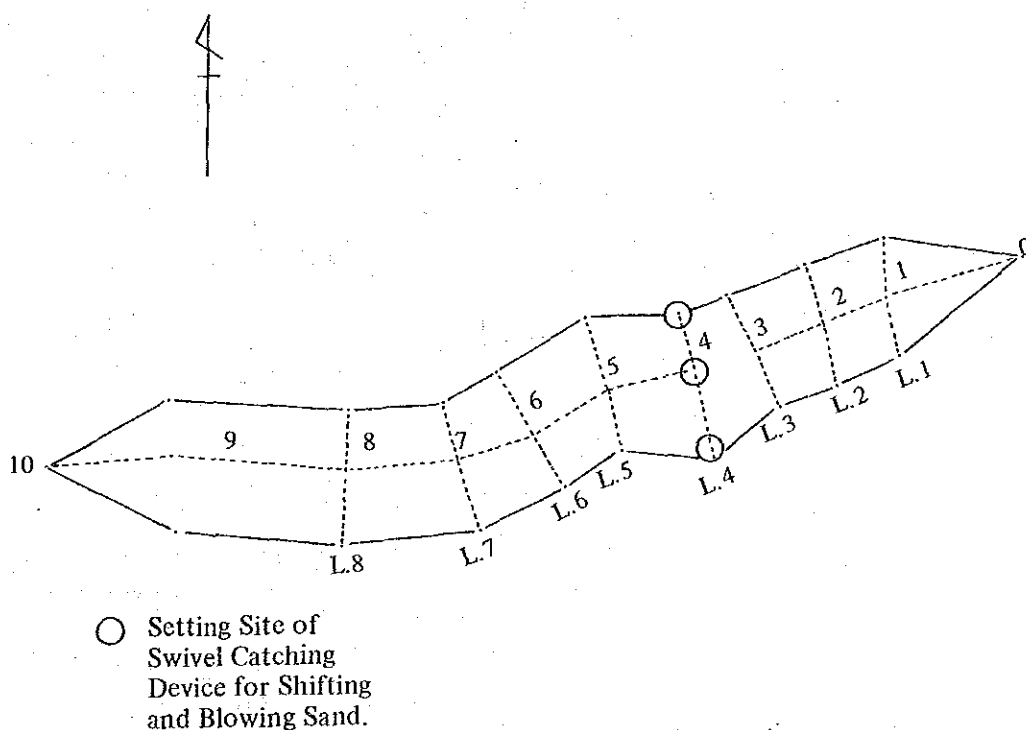 1
2
3
4
5
6
7
8
9
10
L.1
L.2
L.3
L.4
L.5
L.6
L.7
L.8
Setting Site of
Swivel Catching
Device for Shifting
and Blowing Sand.